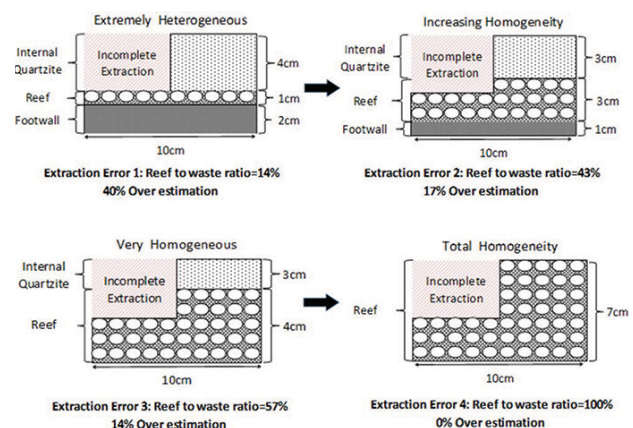 Extremely Heterogeneous
Internal
Quartzite
Incomplete
Extraction
4cm
Reef
1cm
Footwall
2cm
10cm
Extraction Error 1: Reef to waste ratio=14%
40% Over estimation
Increasing Homogeneity
Internal
Quartzite
Incomplete
Extraction
3cm
Reef
3cm
Footwall
1cm
10cm
Extraction Error 2: Reef to waste ratio=43%
17% Over estimation
Very Homogeneous
Internal
Quartzite
Incomplete
Extraction
3cm
Reef
4cm
10cm
Extraction Error 3: Reef to waste ratio=57%
14% Over estimation
Total Homogeneity
Incomplete
Extraction
Reef
7cm
10cm
Extraction Error 4: Reef to waste ratio=100%
0% Over estimation